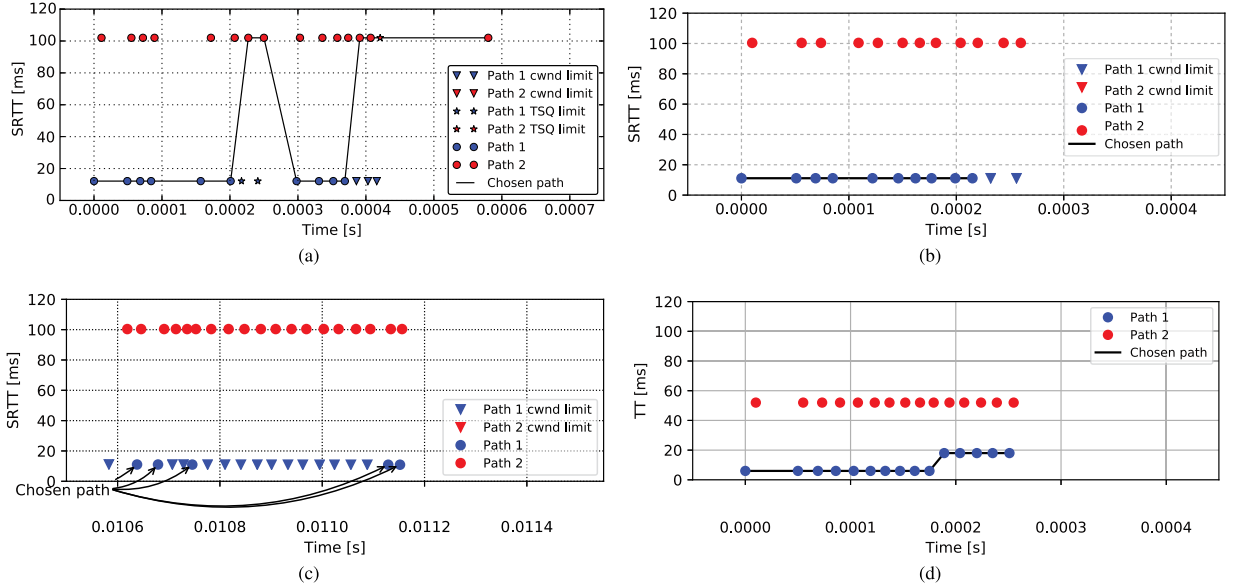 120
100
80
60
40
20
0
SRTT [ms]
Path 1 cwnd limit
Path 2 cwnd limit
Path 1 TSQ limit
Path 2 TSQ limit
Path 1
Path 2
Chosen path
0.0000 0.0001 0.0002 0.0003 0.0004 0.0005 0.0006 0.0007
Time [s]
(a)
120
100
80
60
40
20
0
SRTT [ms]
Path 1 cwnd limit
Path 2 cwnd limit
Path 1
Path 2
Chosen path
0.0000 0.0001 0.0002 0.0003 0.0004
Time [s]
(b)
120
100
80
60
40
20
0
SRTT [ms]
Path 1 cwnd limit
Path 2 cwnd limit
Path 1
Path 2
Chosen path
0.0106 0.0108 0.0110 0.0112 0.0114
Time [s]
(c)
120
100
80
60
40
20
0
TT [ms]
Path 1
Path 2
Chosen path
0.0000 0.0001 0.0002 0.0003 0.0004
Time [s]
(d)